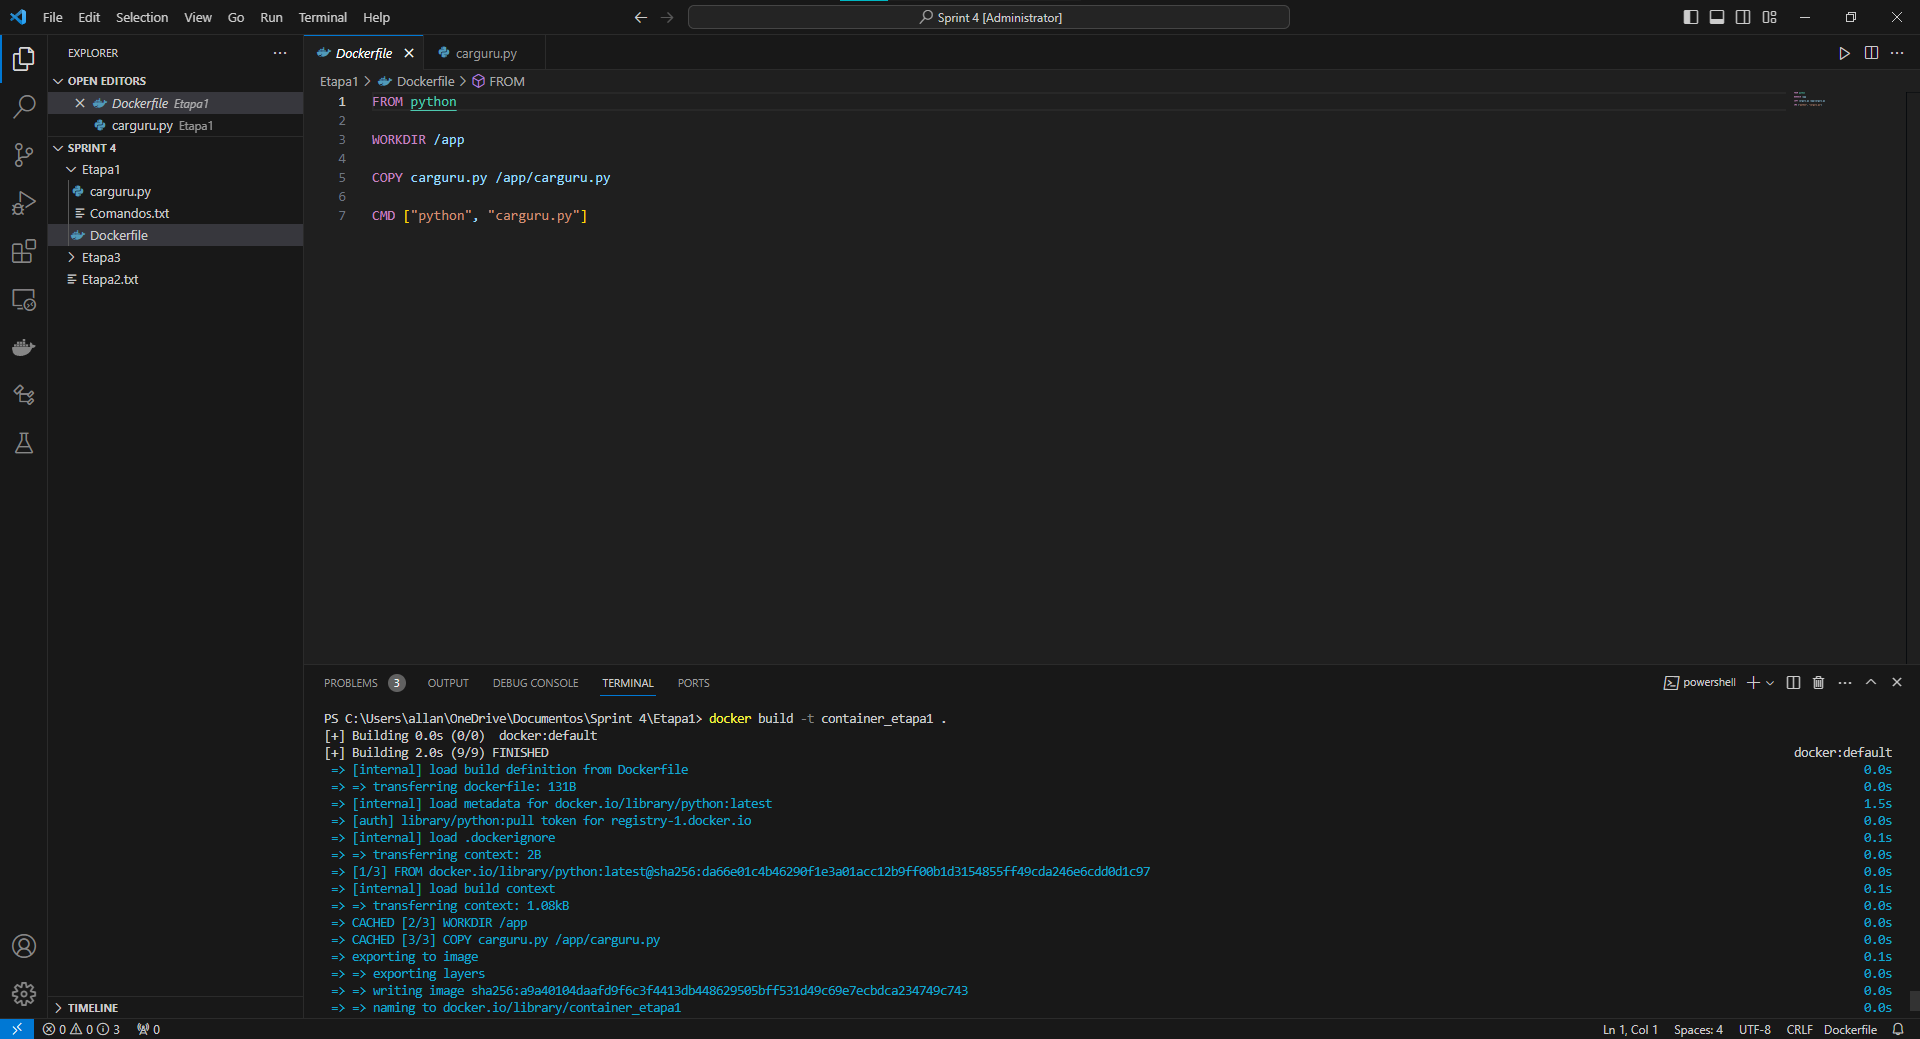 File Edit Selection View Go Run Terminal Help
Sprint 4 [Administrator]
EXPLORER
OPEN EDITORS
Dockerfile Etapa1
carguru.py Etapa1
SPRINT 4
Etapa1
carguru.py
Comandos.txt
Dockerfile
Etapa3
Etapa2.txt
TIMELINE
Dockerfile carguru.py
Etapa1 > Dockerfile > FROM
1 FROM python
2
3 WORKDIR /app
4
5 COPY carguru.py /app/carguru.py
6
7 CMD ["python", "carguru.py"]
PROBLEMS 3 OUTPUT DEBUG CONSOLE TERMINAL PORTS
powershell
PS C:\Users\allan\OneDrive\Documentos\Sprint 4\Etapa1> docker build -t container_etapa1 .
[+] Building 0.0s (0/0) docker:default
[+] Building 2.0s (9/9) FINISHED docker:default
=> [internal] load build definition from Dockerfile 0.0s
=> => transferring dockerfile: 131B 0.0s
=> [internal] load metadata for docker.io/library/python:latest 1.5s
=> [auth] library/python:pull token for registry-1.docker.io 0.0s
=> [internal] load .dockerignore 0.1s
=> => transferring context: 2B 0.0s
=> [1/3] FROM docker.io/library/python:latest@sha256:da66e01c4b46290f1e3a01acc12b9ff00b1d3154855ff49cda246e6cdd0d1c97 0.0s
=> [internal] load build context 0.1s
=> => transferring context: 1.08kB 0.0s
=> CACHED [2/3] WORKDIR /app 0.0s
=> CACHED [3/3] COPY carguru.py /app/carguru.py 0.0s
=> exporting to image 0.1s
=> => exporting layers 0.0s
=> => writing image sha256:a9a40104daafd9f6c3f4413db448629505bff531d49c69e7ecbdca234749c743 0.0s
=> => naming to docker.io/library/container_etapa1 0.0s
0 0 3 0
Ln 1, Col 1 Spaces: 4 UTF-8 CRLF Dockerfile